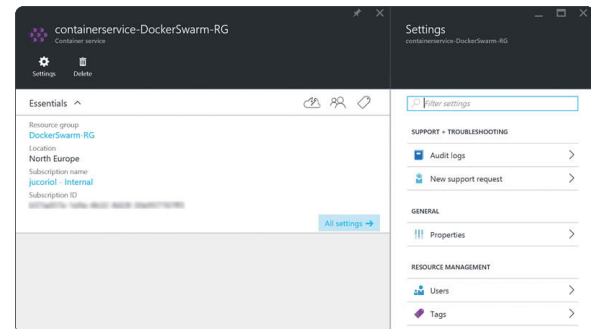 containerservice-DockerSwarm-RG
Container service
Settings
Delete
Essentials
Resource group
DockerSwarm-RG
Location
North Europe
Subscription name
jucoriol - Internal
Subscription ID
All settings
Settings
containerservice-DockerSwarm-RG
Filter settings
SUPPORT + TROUBLESHOOTING
Audit logs
New support request
GENERAL
Properties
RESOURCE MANAGEMENT
Users
Tags